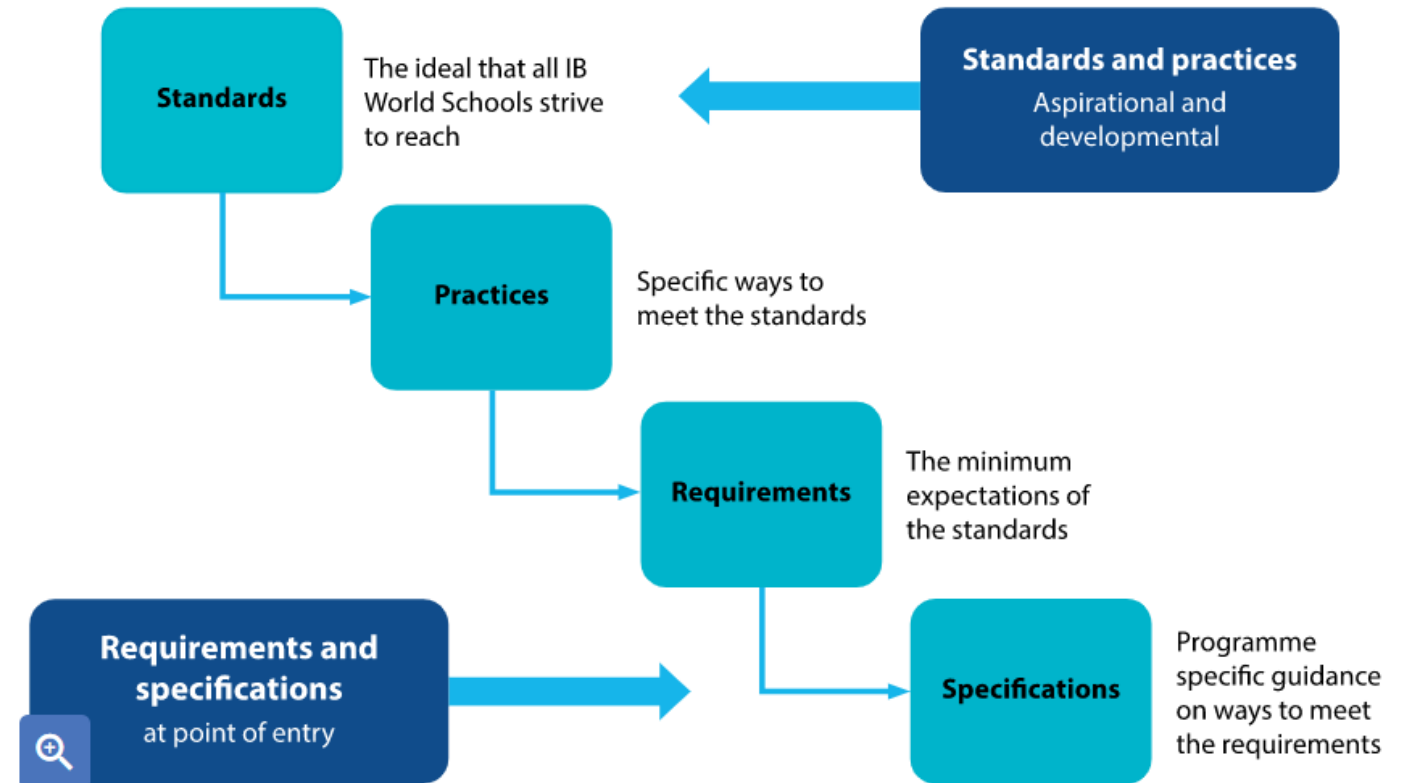 Standards
The ideal that all IB
World Schools strive
to reach
Standards and practices
Aspirational and
developmental
Practices
Specific ways to
meet the standards
Requirements
The minimum
expectations of
the standards
Requirements and
specifications
at point of entry
Specifications
Programme
specific guidance
on ways to meet
the requirements